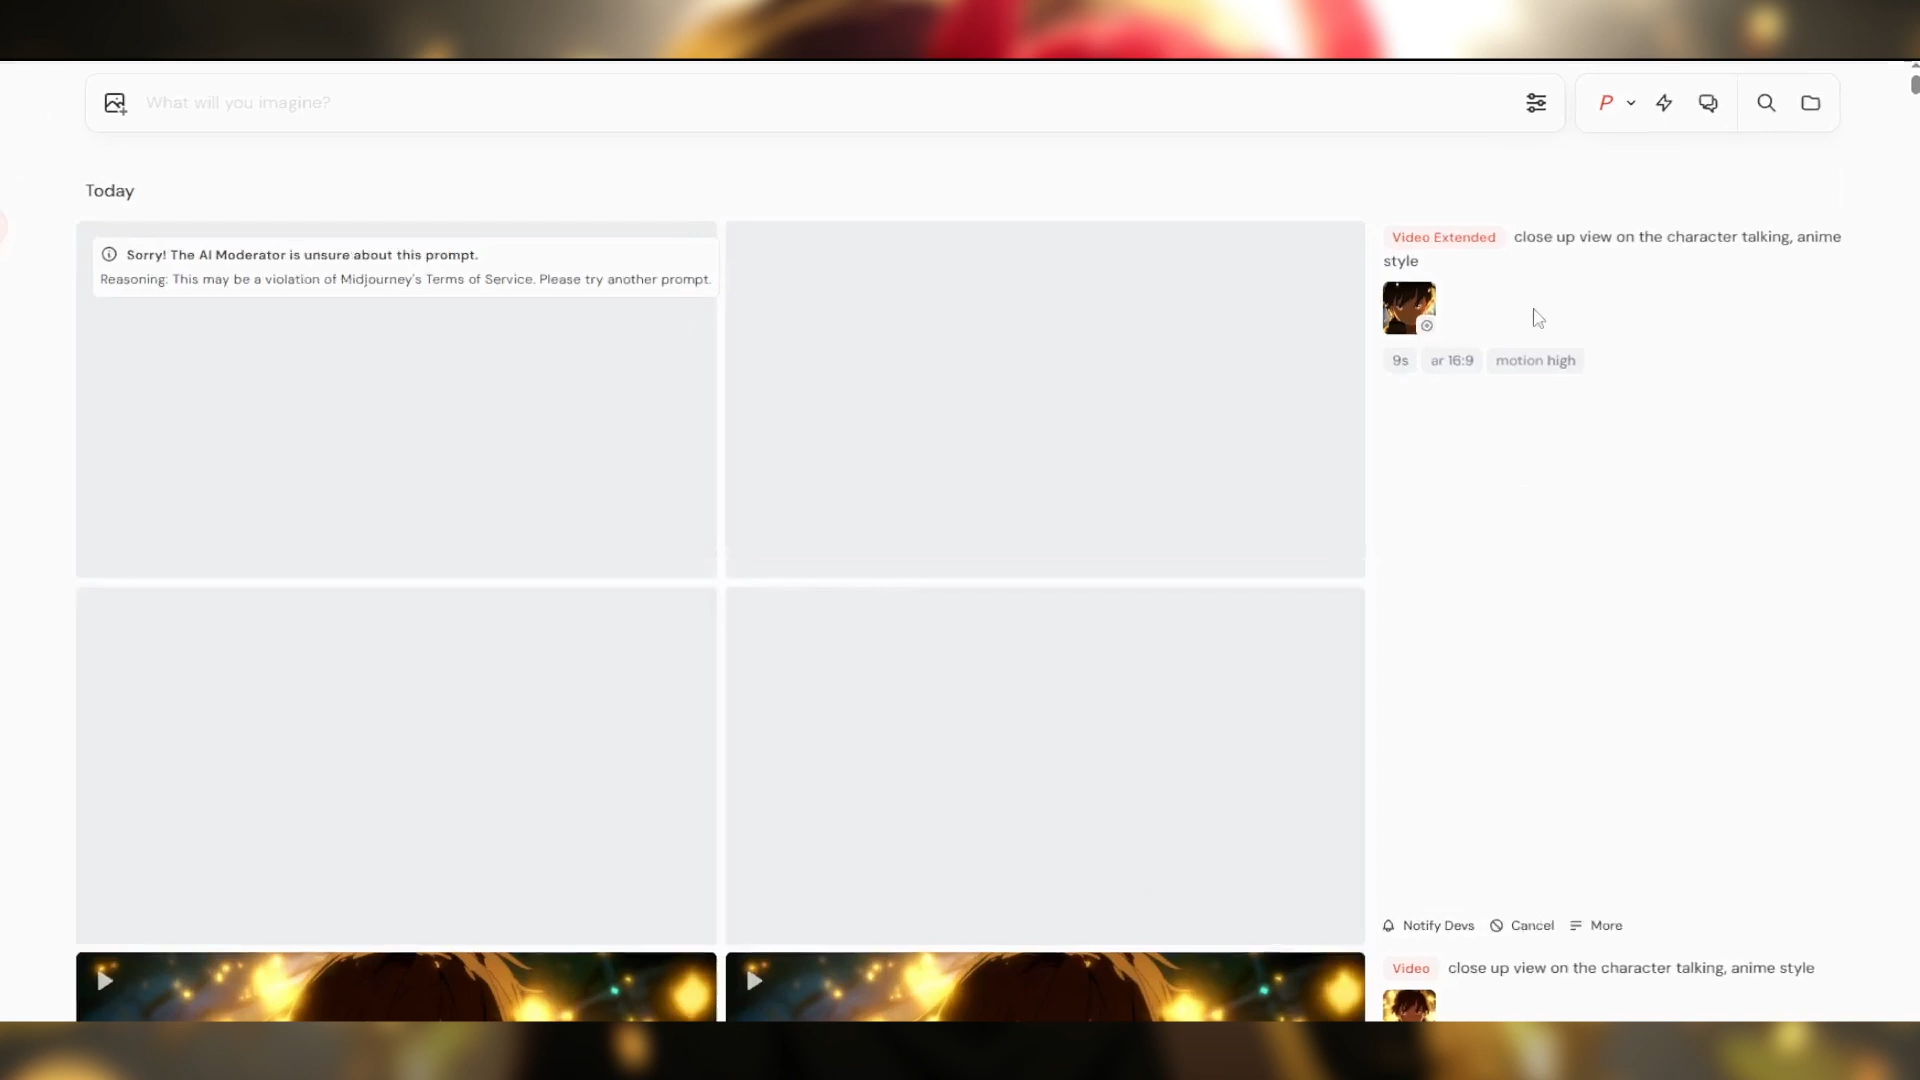 What will you imagine?
P
Today
Sorry! The AI Moderator is unsure about this prompt.
Reasoning: This may be a violation of Midjourney's Terms of Service. Please try another prompt.
Video Extended close up view on the character talking, anime
style
9s ar 16:9 motion high
Notify Devs Cancel More
Video close up view on the character talking, anime style